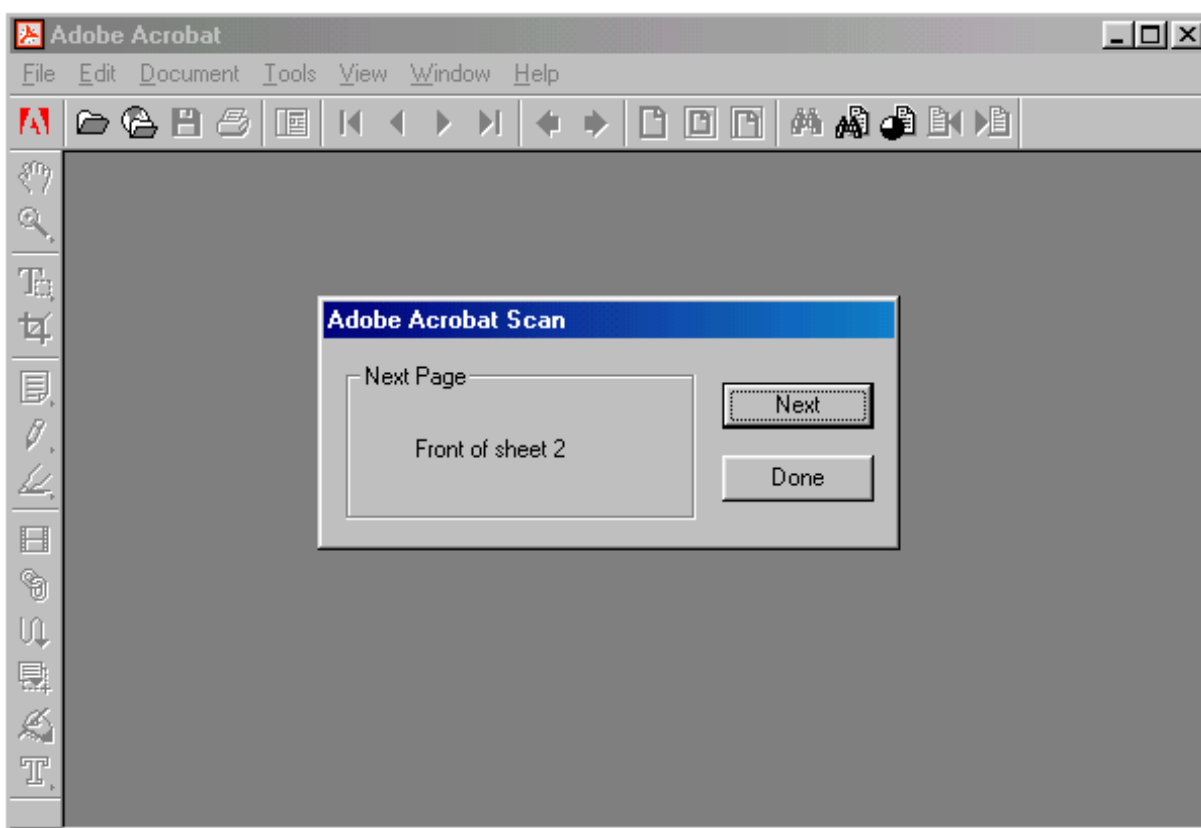 Adobe Acrobat
File Edit Document Tools View Window Help
Adobe Acrobat Scan
Next Page
Front of sheet 2
Next
Done